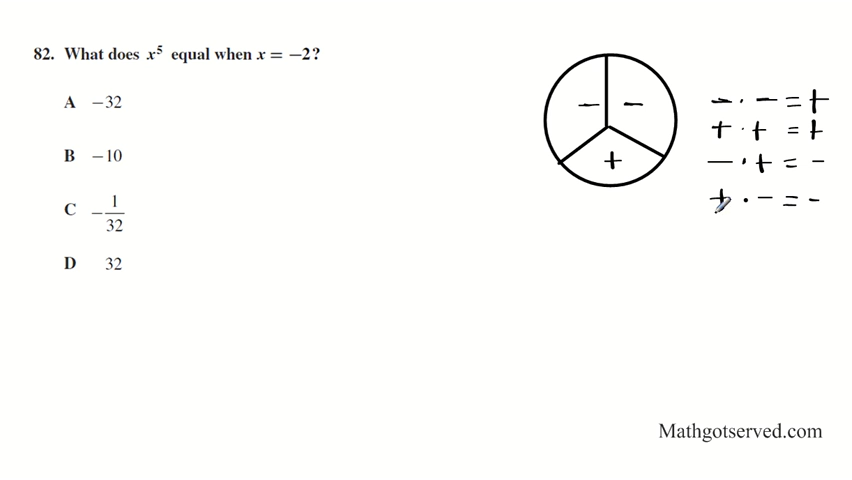 82. What does x⁵ equal when x = −2?
A −32
B −10
C −1/32
D 32
− −
+
− · − = +
+ · + = +
− · + = −
+ · − = −
Mathgotserved.com